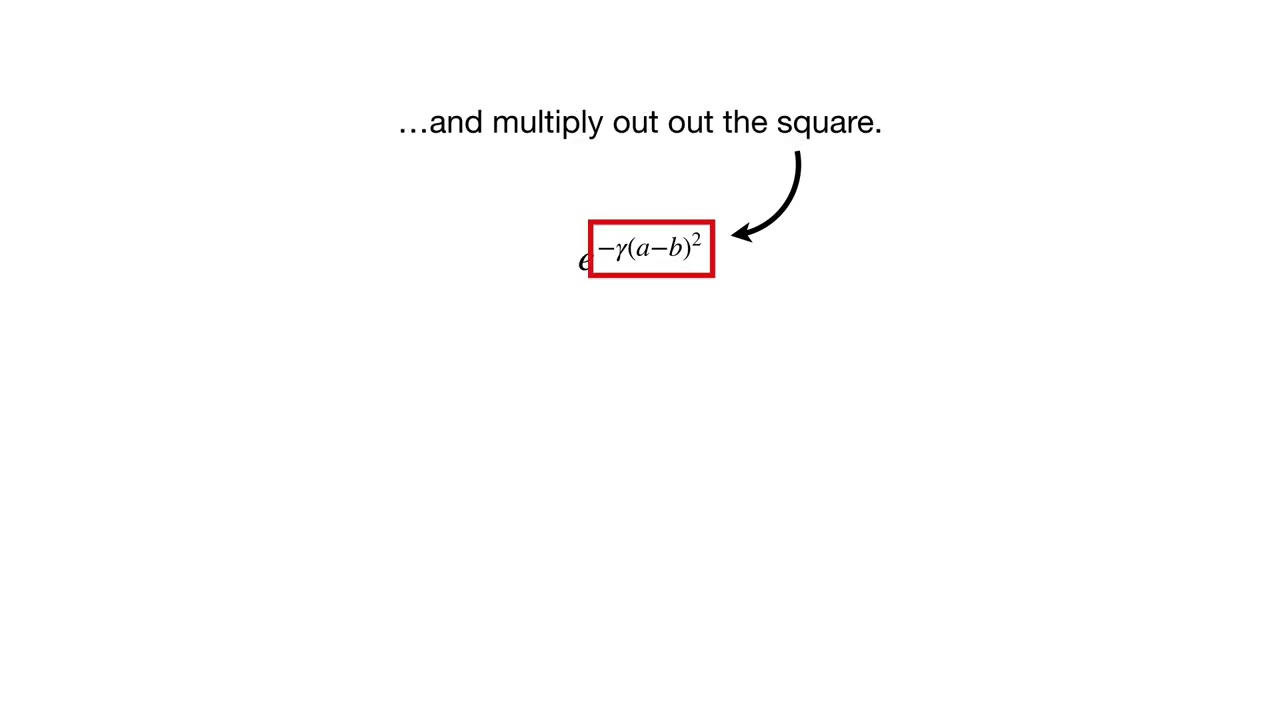 …and multiply out out the square.
e^{−γ(a−b)^2}